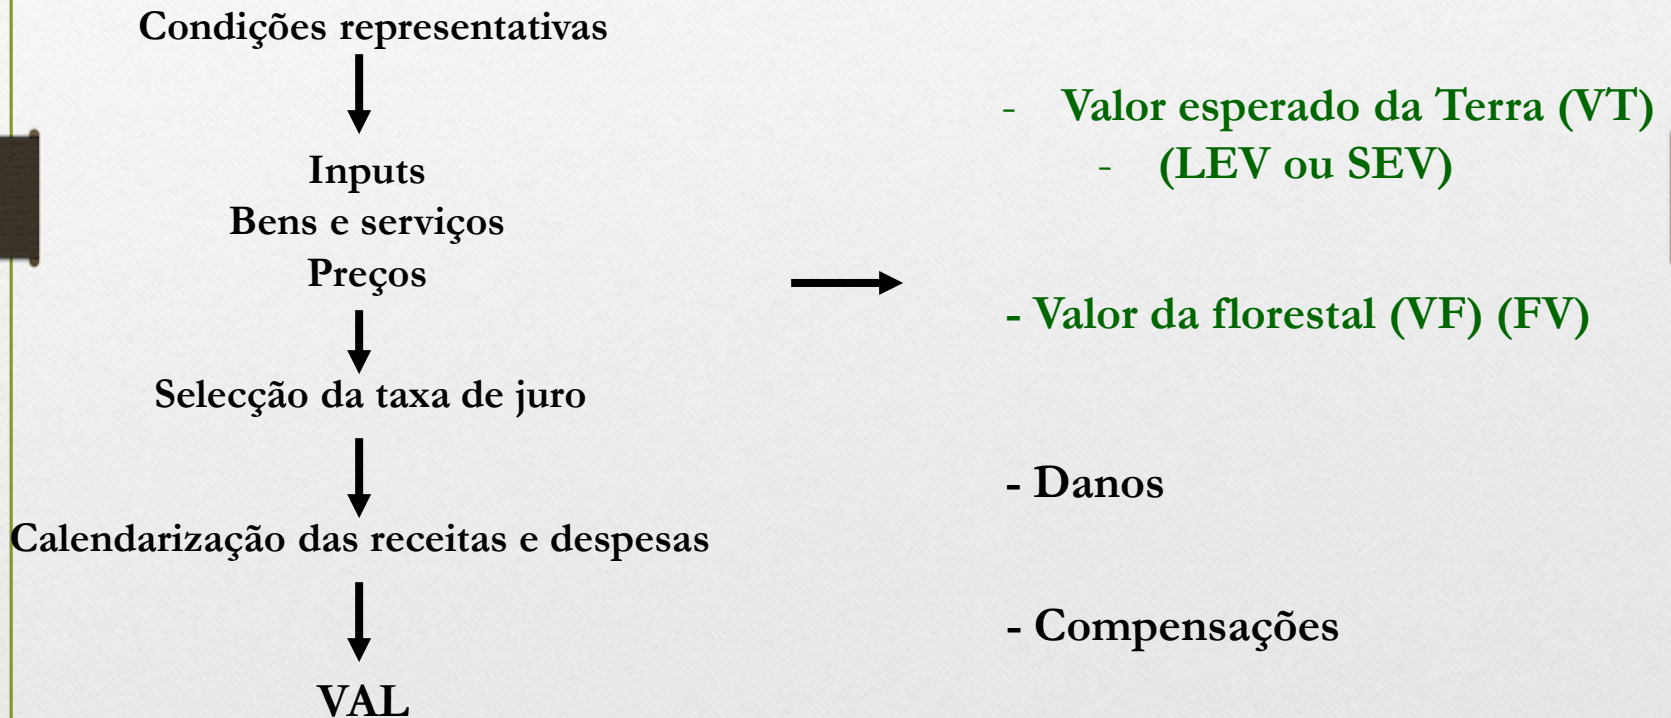 Condições representativas
Inputs
Bens e serviços
Preços
Selecção da taxa de juro
Calendarização das receitas e despesas
VAL
- Valor esperado da Terra (VT)
- (LEV ou SEV)
- Valor da florestal (VF) (FV)
- Danos
- Compensações